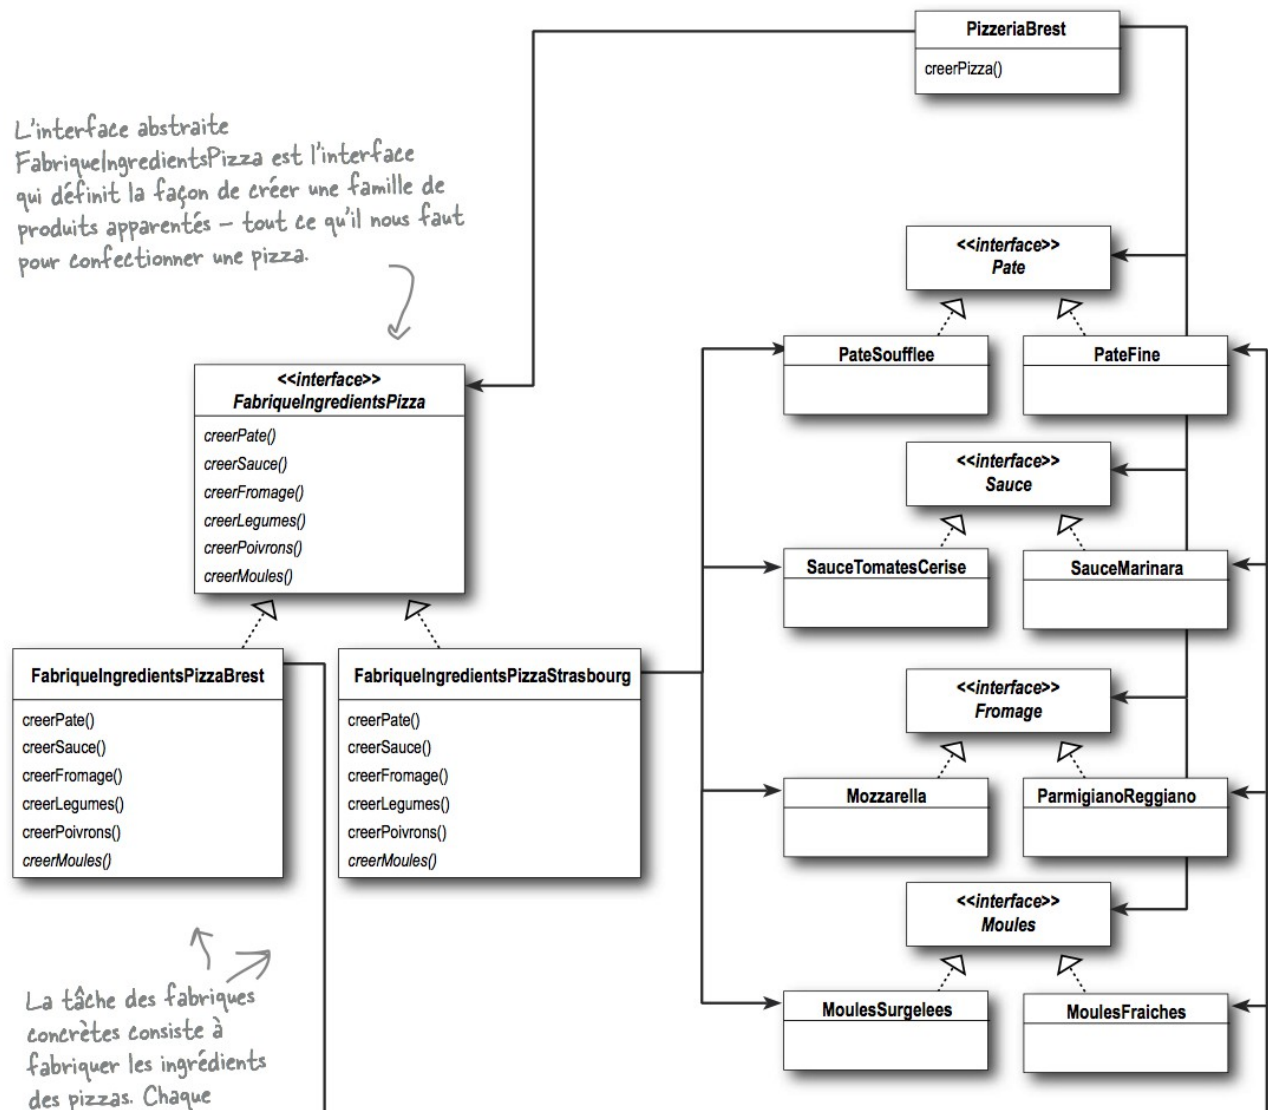 PizzeriaBrest
creerPizza()
L'interface abstraite
FabriqueIngredientsPizza est l'interface
qui définit la façon de créer une famille de
produits apparentés – tout ce qu'il nous faut
pour confectionner une pizza.
<<interface>>
Pate
PateSoufflee
PateFine
<<interface>>
FabriqueIngredientsPizza
creerPate()
creerSauce()
creerFromage()
creerLegumes()
creerPoivrons()
creerMoules()
<<interface>>
Sauce
SauceTomatesCerise
SauceMarinara
FabriqueIngredientsPizzaBrest
creerPate()
creerSauce()
creerFromage()
creerLegumes()
creerPoivrons()
creerMoules()
FabriqueIngredientsPizzaStrasbourg
creerPate()
creerSauce()
creerFromage()
creerLegumes()
creerPoivrons()
creerMoules()
<<interface>>
Fromage
Mozzarella
ParmigianoReggiano
<<interface>>
Moules
MoulesSurgelees
MoulesFraiches
La tâche des fabriques
concrètes consiste à
fabriquer les ingrédients
des pizzas. Chaque